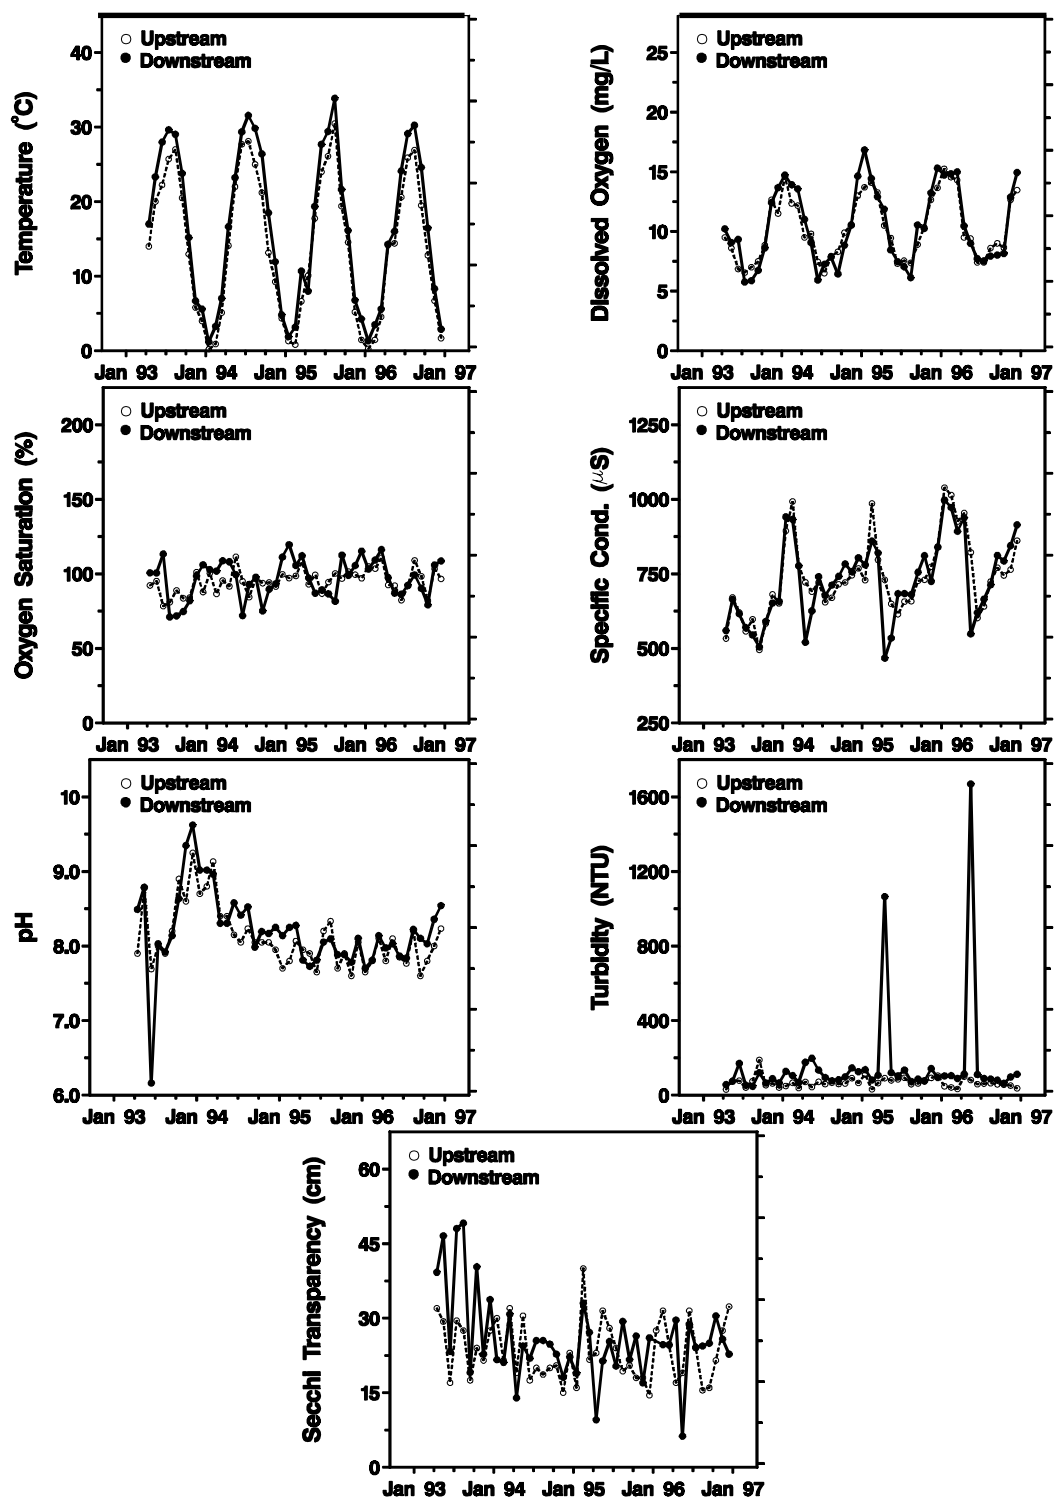 Temperature (°C)
40
30
20
10
0
Upstream
Downstream
Jan 93 Jan 94 Jan 95 Jan 96 Jan 97
Dissolved Oxygen (mg/L)
25
20
15
10
5
0
Upstream
Downstream
Jan 93 Jan 94 Jan 95 Jan 96 Jan 97
Oxygen Saturation (%)
200
150
100
50
0
Upstream
Downstream
Jan 93 Jan 94 Jan 95 Jan 96 Jan 97
Specific Cond. (μS)
1250
1000
750
500
250
Upstream
Downstream
Jan 93 Jan 94 Jan 95 Jan 96 Jan 97
pH
10
9.0
8.0
7.0
6.0
Upstream
Downstream
Jan 93 Jan 94 Jan 95 Jan 96 Jan 97
Turbidity (NTU)
1600
1200
800
400
0
Upstream
Downstream
Jan 93 Jan 94 Jan 95 Jan 96 Jan 97
Secchi Transparency (cm)
60
45
30
15
0
Upstream
Downstream
Jan 93 Jan 94 Jan 95 Jan 96 Jan 97